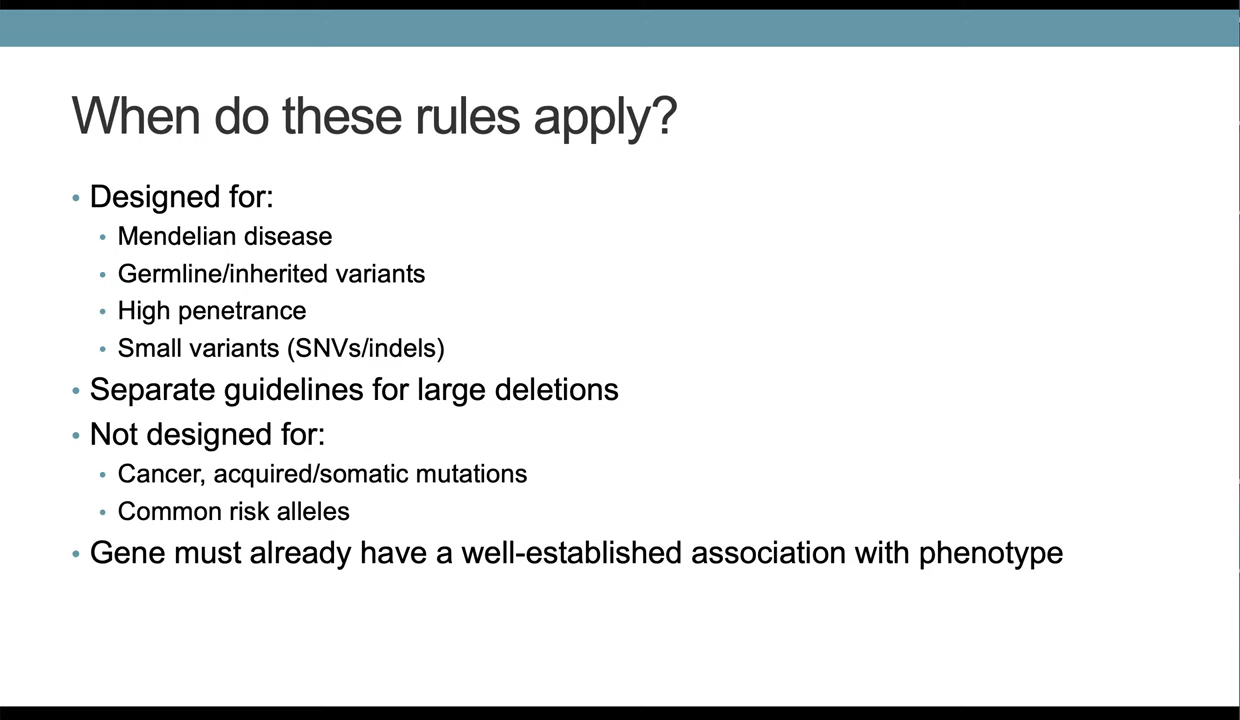 When do these rules apply?
• Designed for:
• Mendelian disease
• Germline/inherited variants
• High penetrance
• Small variants (SNVs/indels)
• Separate guidelines for large deletions
• Not designed for:
• Cancer, acquired/somatic mutations
• Common risk alleles
• Gene must already have a well-established association with phenotype